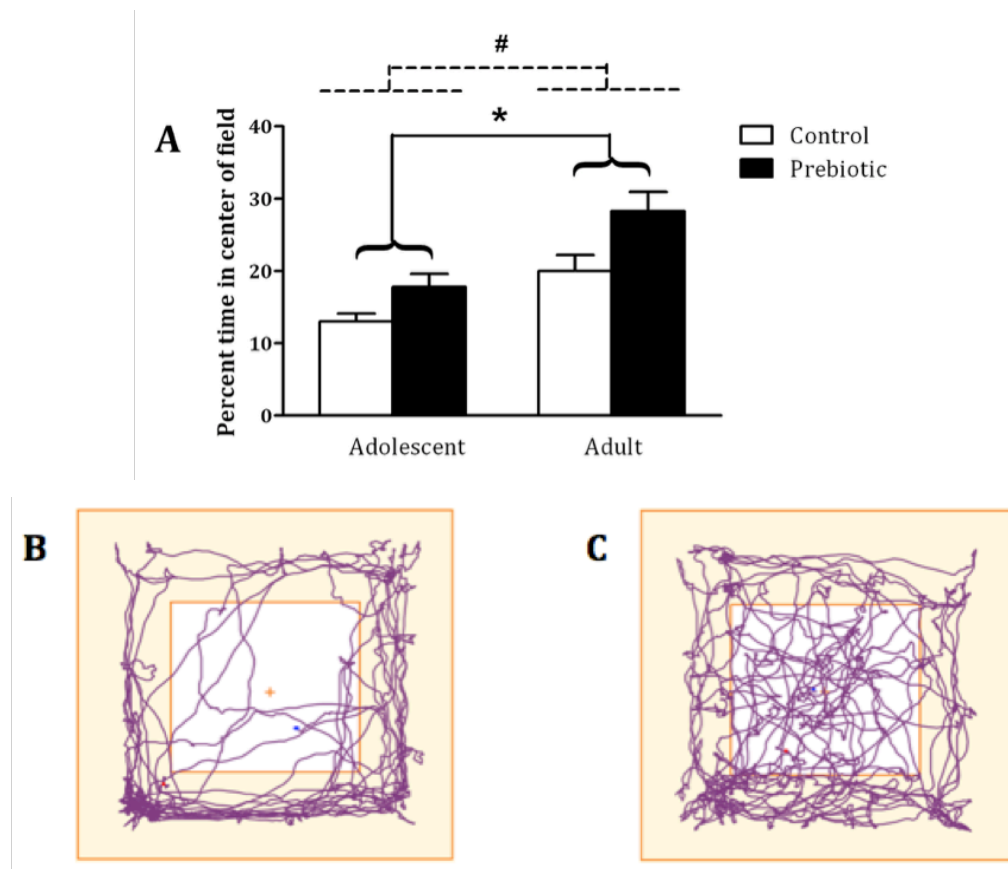 #
*
A
Percent time in center of field
40
30
20
10
0
Adolescent
Adult
Control
Prebiotic
B
C